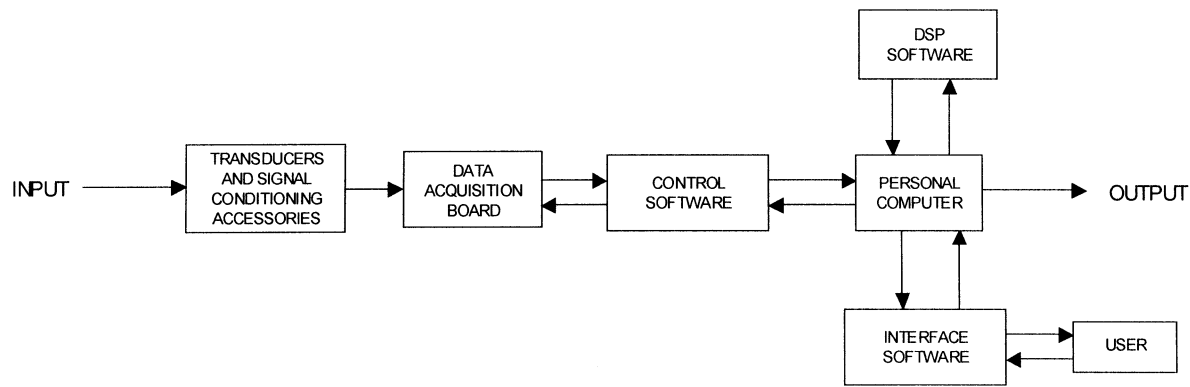 DSP
SOFTWARE
INPUT
TRANSDUCERS
AND SIGNAL
CONDITIONING
ACCESSORIES
DATA
ACQUISITION
BOARD
CONTROL
SOFTWARE
PERSONAL
COMPUTER
OUTPUT
INTERFACE
SOFTWARE
USER